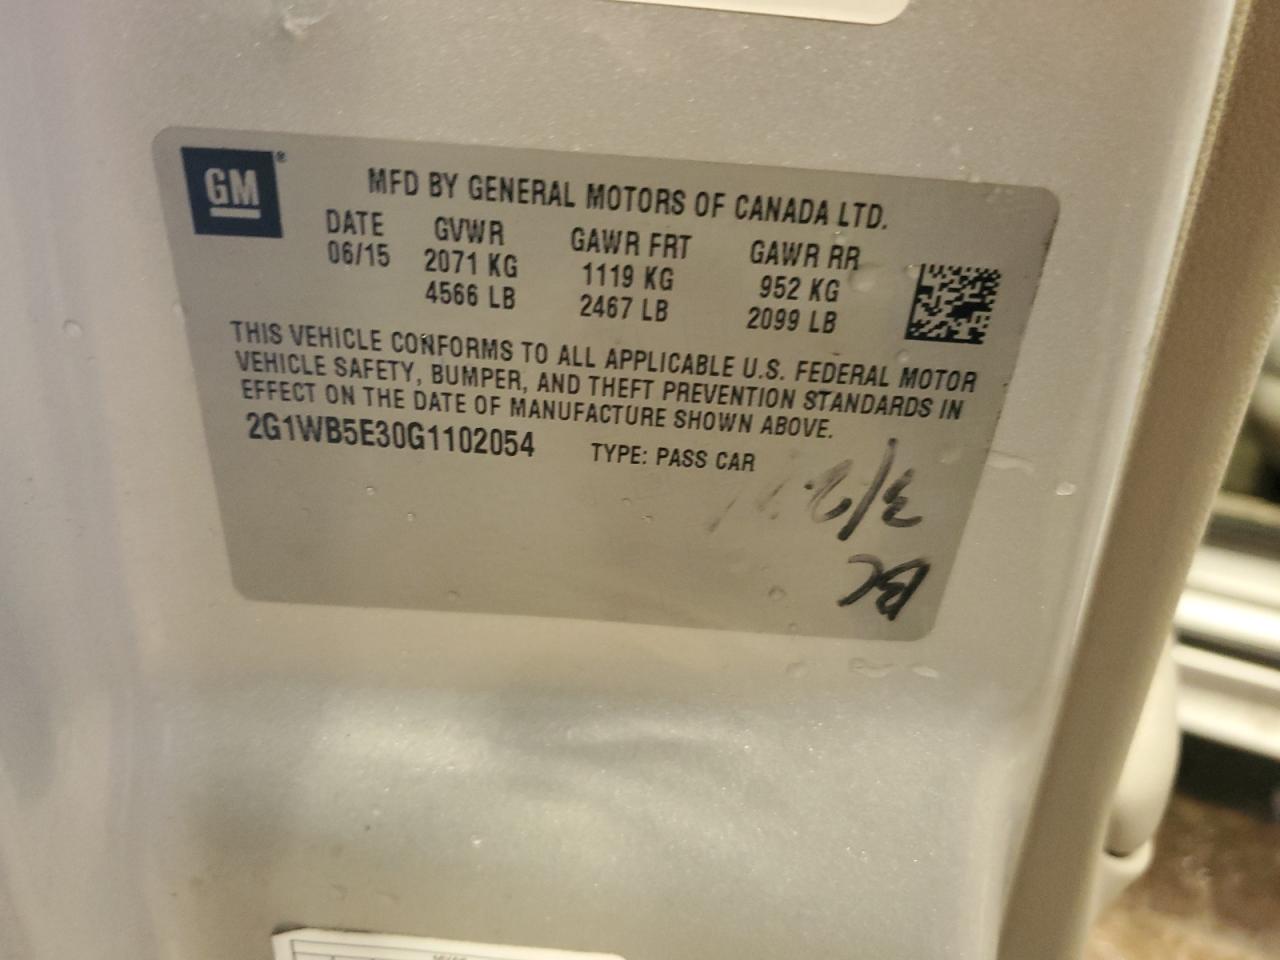 GM®
MFD BY GENERAL MOTORS OF CANADA LTD.
DATE GVWR GAWR FRT GAWR RR
06/15 2071 KG 1119 KG 952 KG
4566 LB 2467 LB 2099 LB
THIS VEHICLE CONFORMS TO ALL APPLICABLE U.S. FEDERAL MOTOR
VEHICLE SAFETY, BUMPER, AND THEFT PREVENTION STANDARDS IN
EFFECT ON THE DATE OF MANUFACTURE SHOWN ABOVE.
2G1WB5E30G1102054 TYPE: PASS CAR
BC